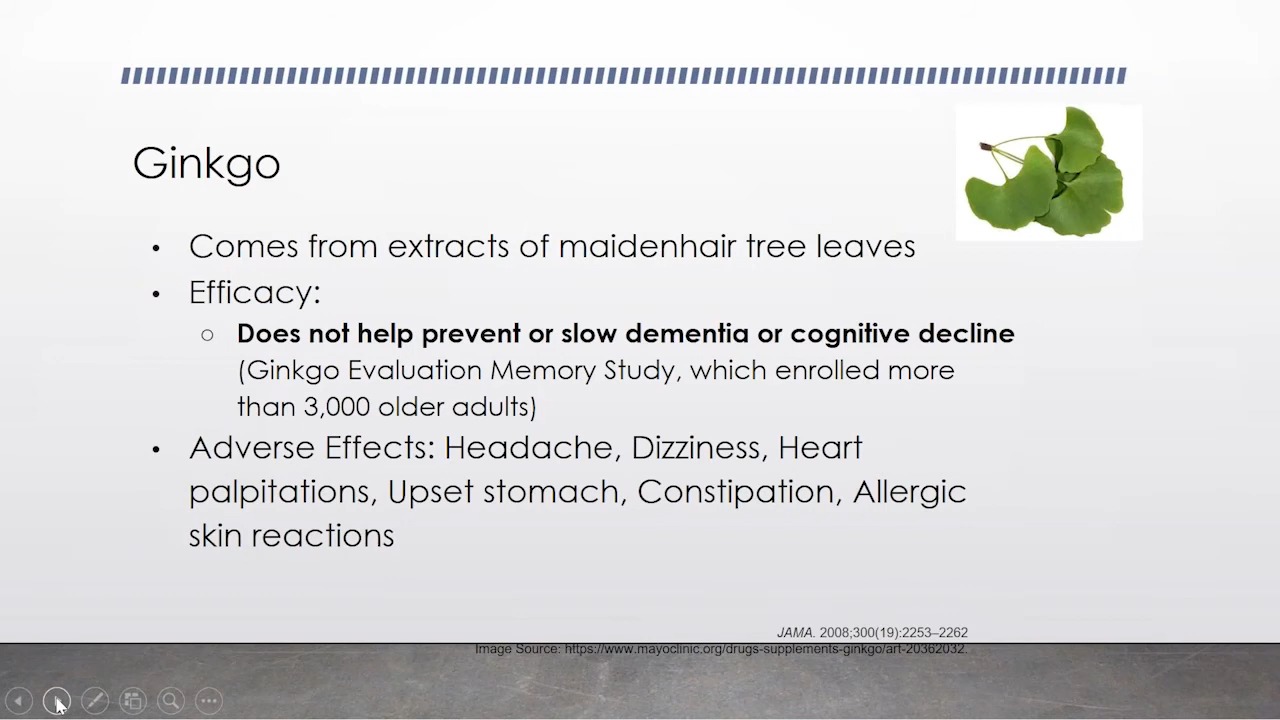 Ginkgo
• Comes from extracts of maidenhair tree leaves
• Efficacy:
○ Does not help prevent or slow dementia or cognitive decline
(Ginkgo Evaluation Memory Study, which enrolled more
than 3,000 older adults)
• Adverse Effects: Headache, Dizziness, Heart
palpitations, Upset stomach, Constipation, Allergic
skin reactions
JAMA. 2008;300(19):2253–2262
Image Source: https://www.mayoclinic.org/drugs-supplements-ginkgo/art-20362032.